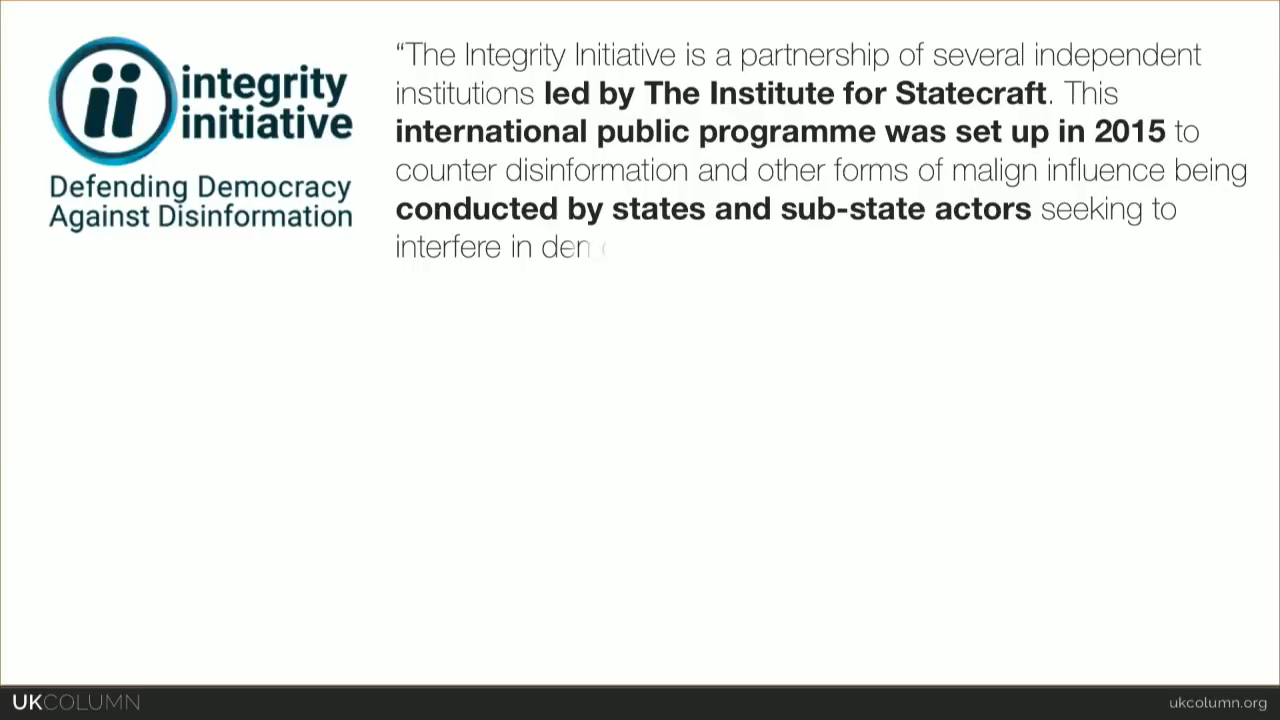 integrity
initiative
Defending Democracy
Against Disinformation
“The Integrity Initiative is a partnership of several independent
institutions led by The Institute for Statecraft. This
international public programme was set up in 2015 to
counter disinformation and other forms of malign influence being
conducted by states and sub-state actors seeking to
interfere in
UKCOLUMN
ukcolumn.org